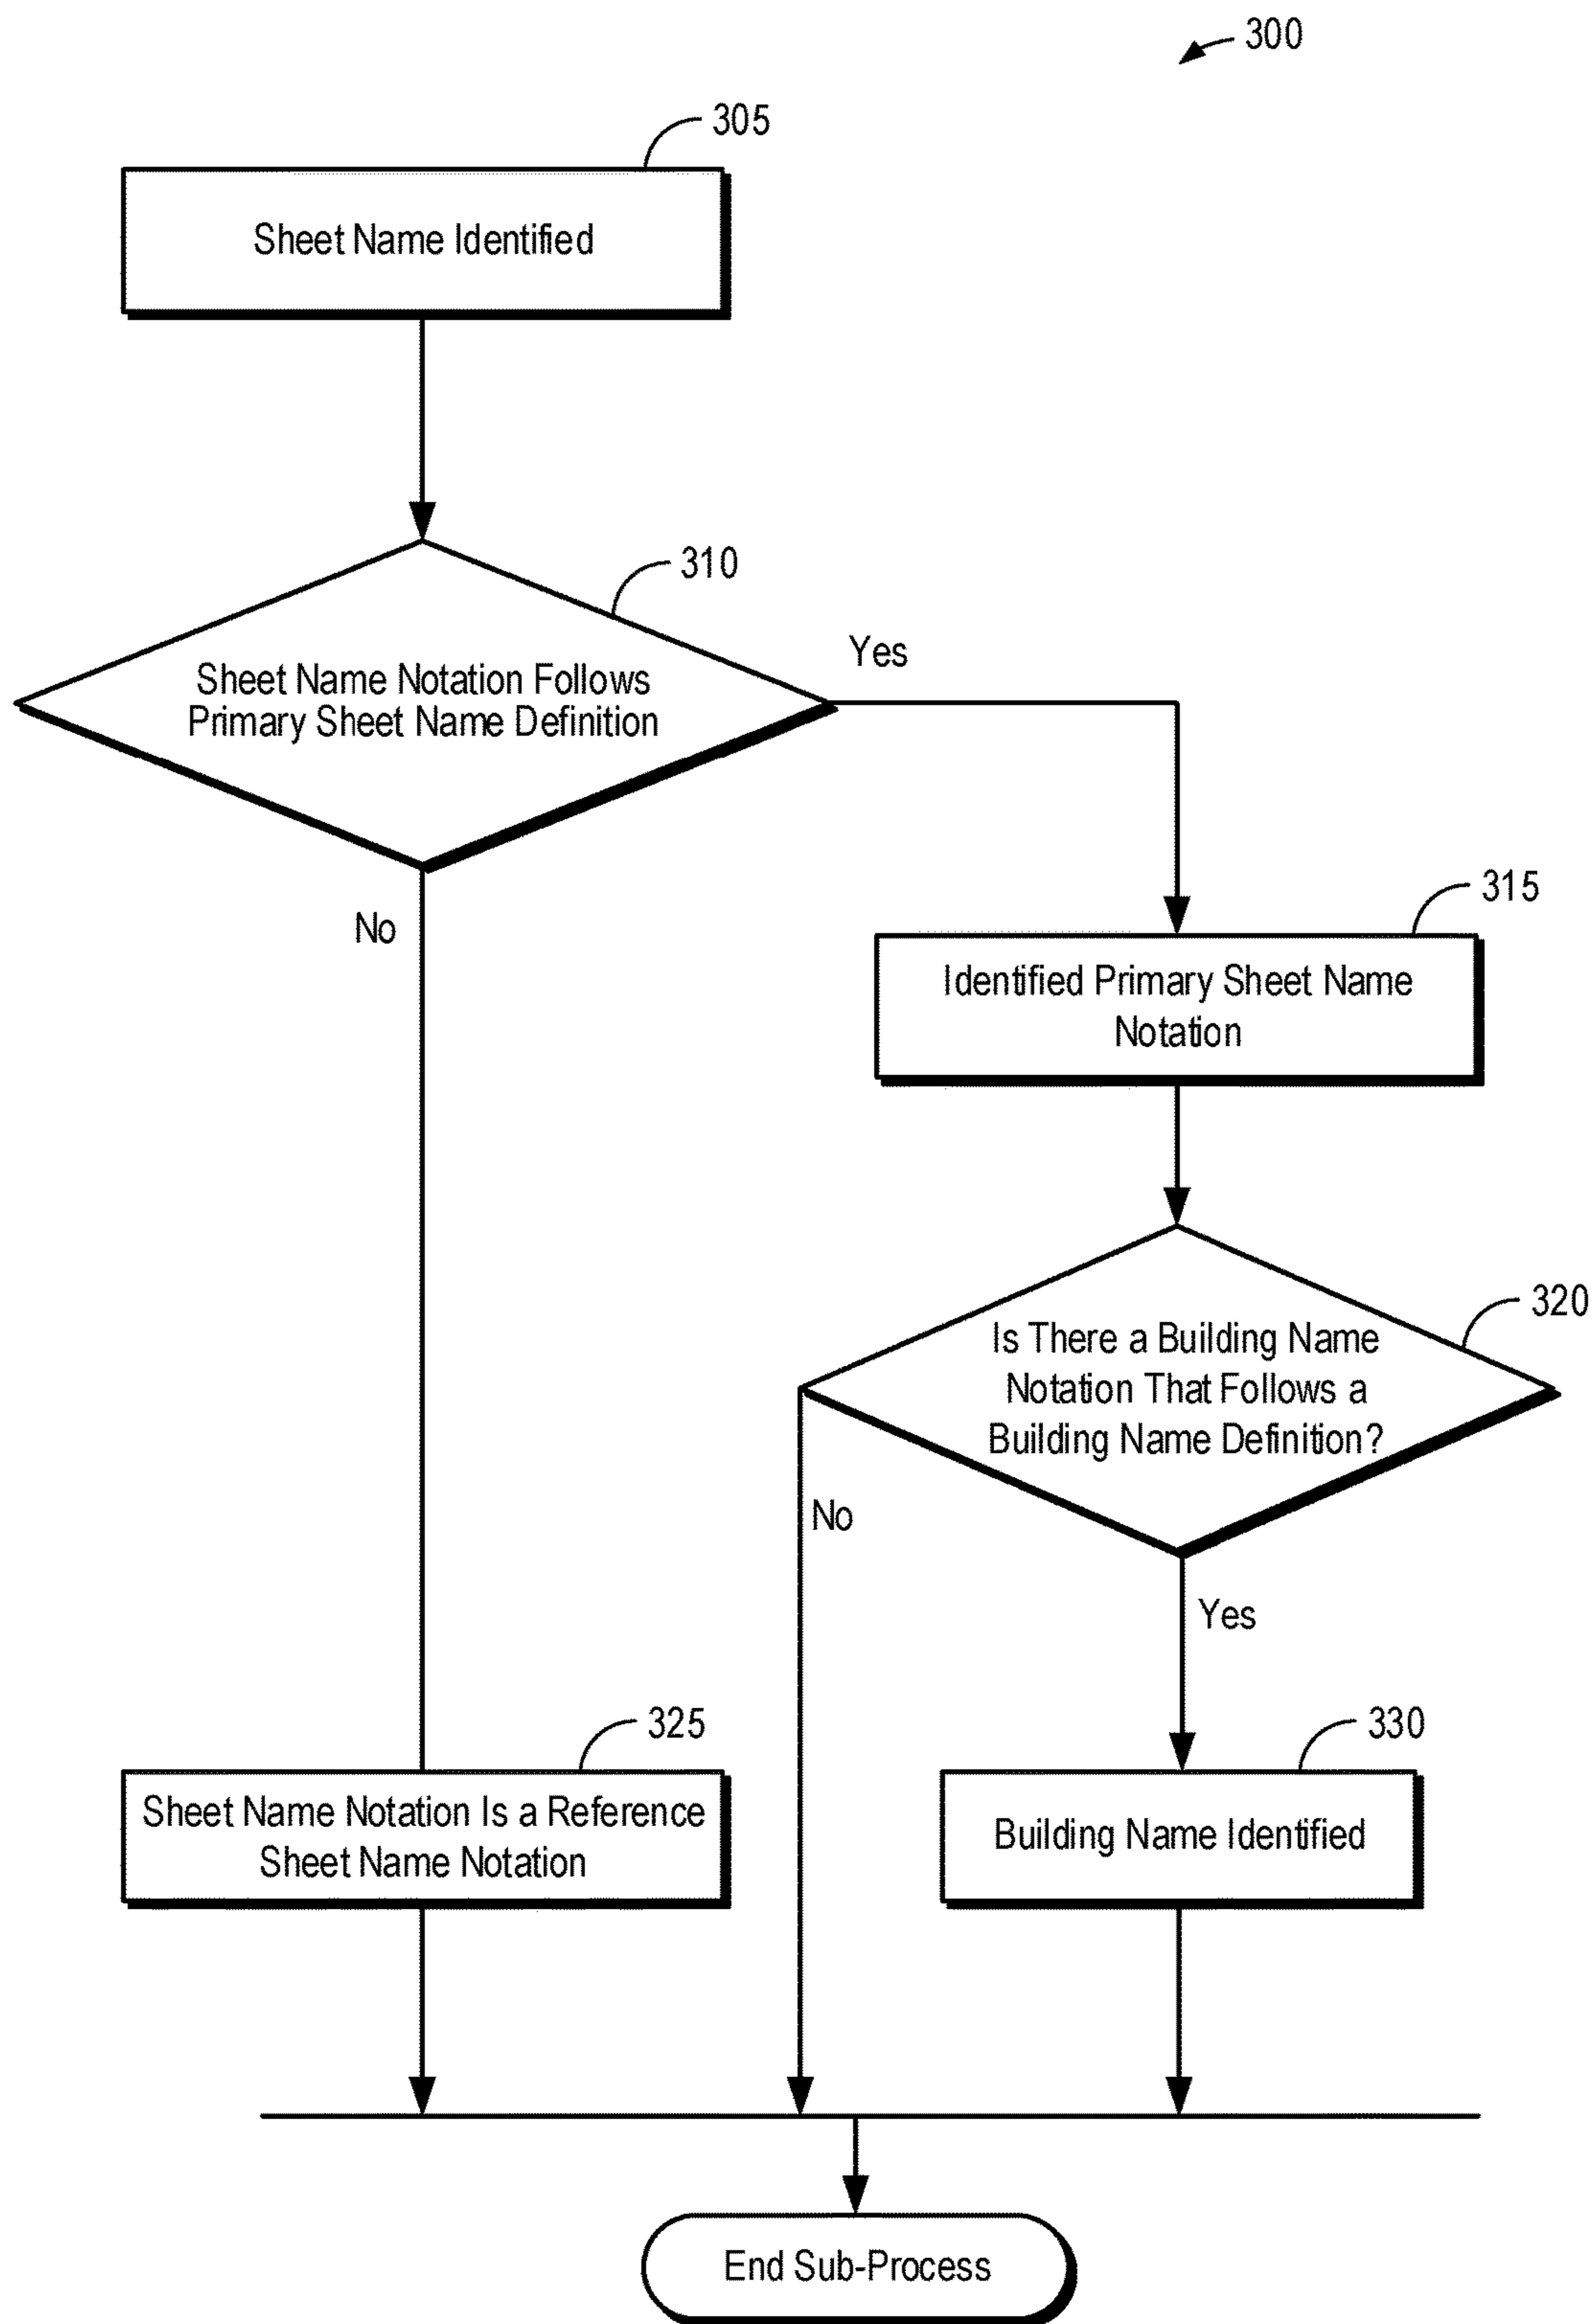 300
305
Sheet Name Identified
310
Sheet Name Notation Follows
Primary Sheet Name Definition
Yes
No
315
Identified Primary Sheet Name
Notation
320
Is There a Building Name
Notation That Follows a
Building Name Definition?
No
Yes
325
Sheet Name Notation Is a Reference
Sheet Name Notation
330
Building Name Identified
End Sub-Process